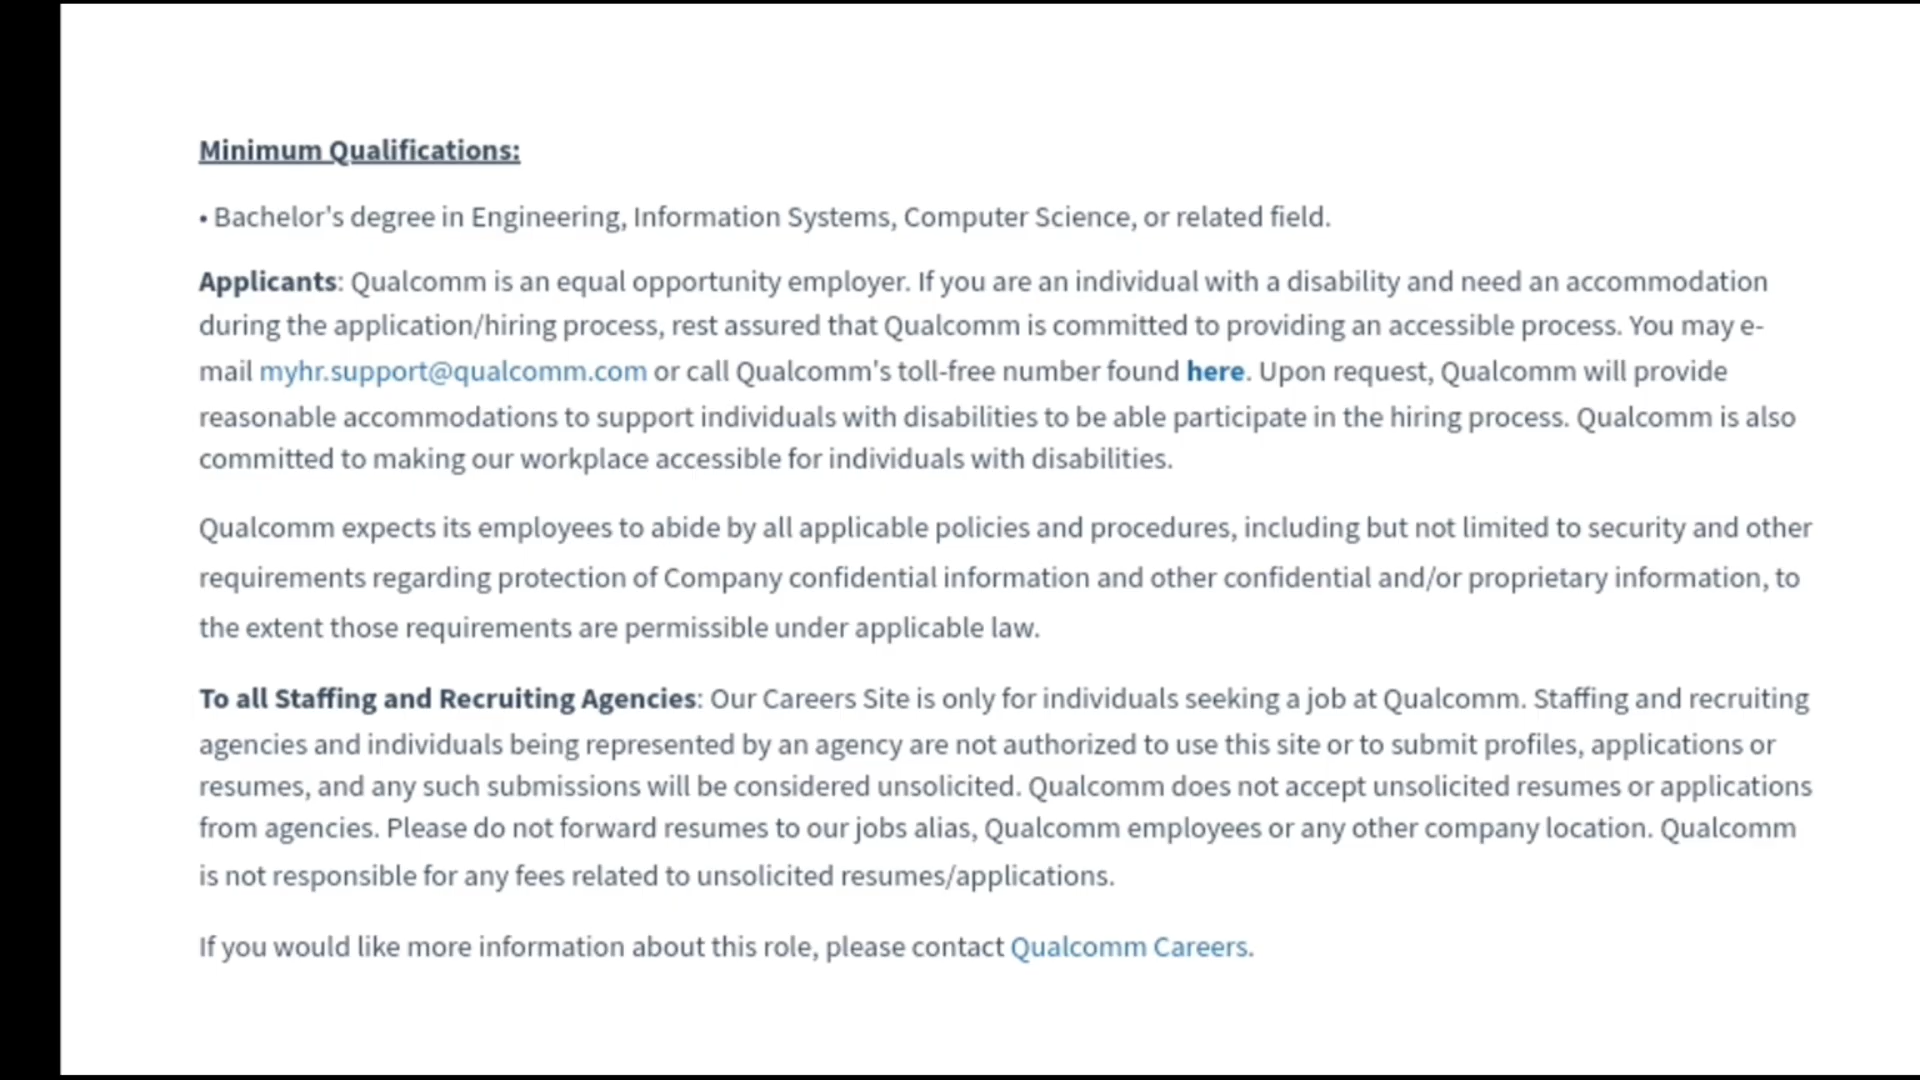 Minimum Qualifications:
• Bachelor's degree in Engineering, Information Systems, Computer Science, or related field.
Applicants: Qualcomm is an equal opportunity employer. If you are an individual with a disability and need an accommodation
during the application/hiring process, rest assured that Qualcomm is committed to providing an accessible process. You may e-
mail myhr.support@qualcomm.com or call Qualcomm's toll-free number found here. Upon request, Qualcomm will provide
reasonable accommodations to support individuals with disabilities to be able participate in the hiring process. Qualcomm is also
committed to making our workplace accessible for individuals with disabilities.
Qualcomm expects its employees to abide by all applicable policies and procedures, including but not limited to security and other
requirements regarding protection of Company confidential information and other confidential and/or proprietary information, to
the extent those requirements are permissible under applicable law.
To all Staffing and Recruiting Agencies: Our Careers Site is only for individuals seeking a job at Qualcomm. Staffing and recruiting
agencies and individuals being represented by an agency are not authorized to use this site or to submit profiles, applications or
resumes, and any such submissions will be considered unsolicited. Qualcomm does not accept unsolicited resumes or applications
from agencies. Please do not forward resumes to our jobs alias, Qualcomm employees or any other company location. Qualcomm
is not responsible for any fees related to unsolicited resumes/applications.
If you would like more information about this role, please contact Qualcomm Careers.